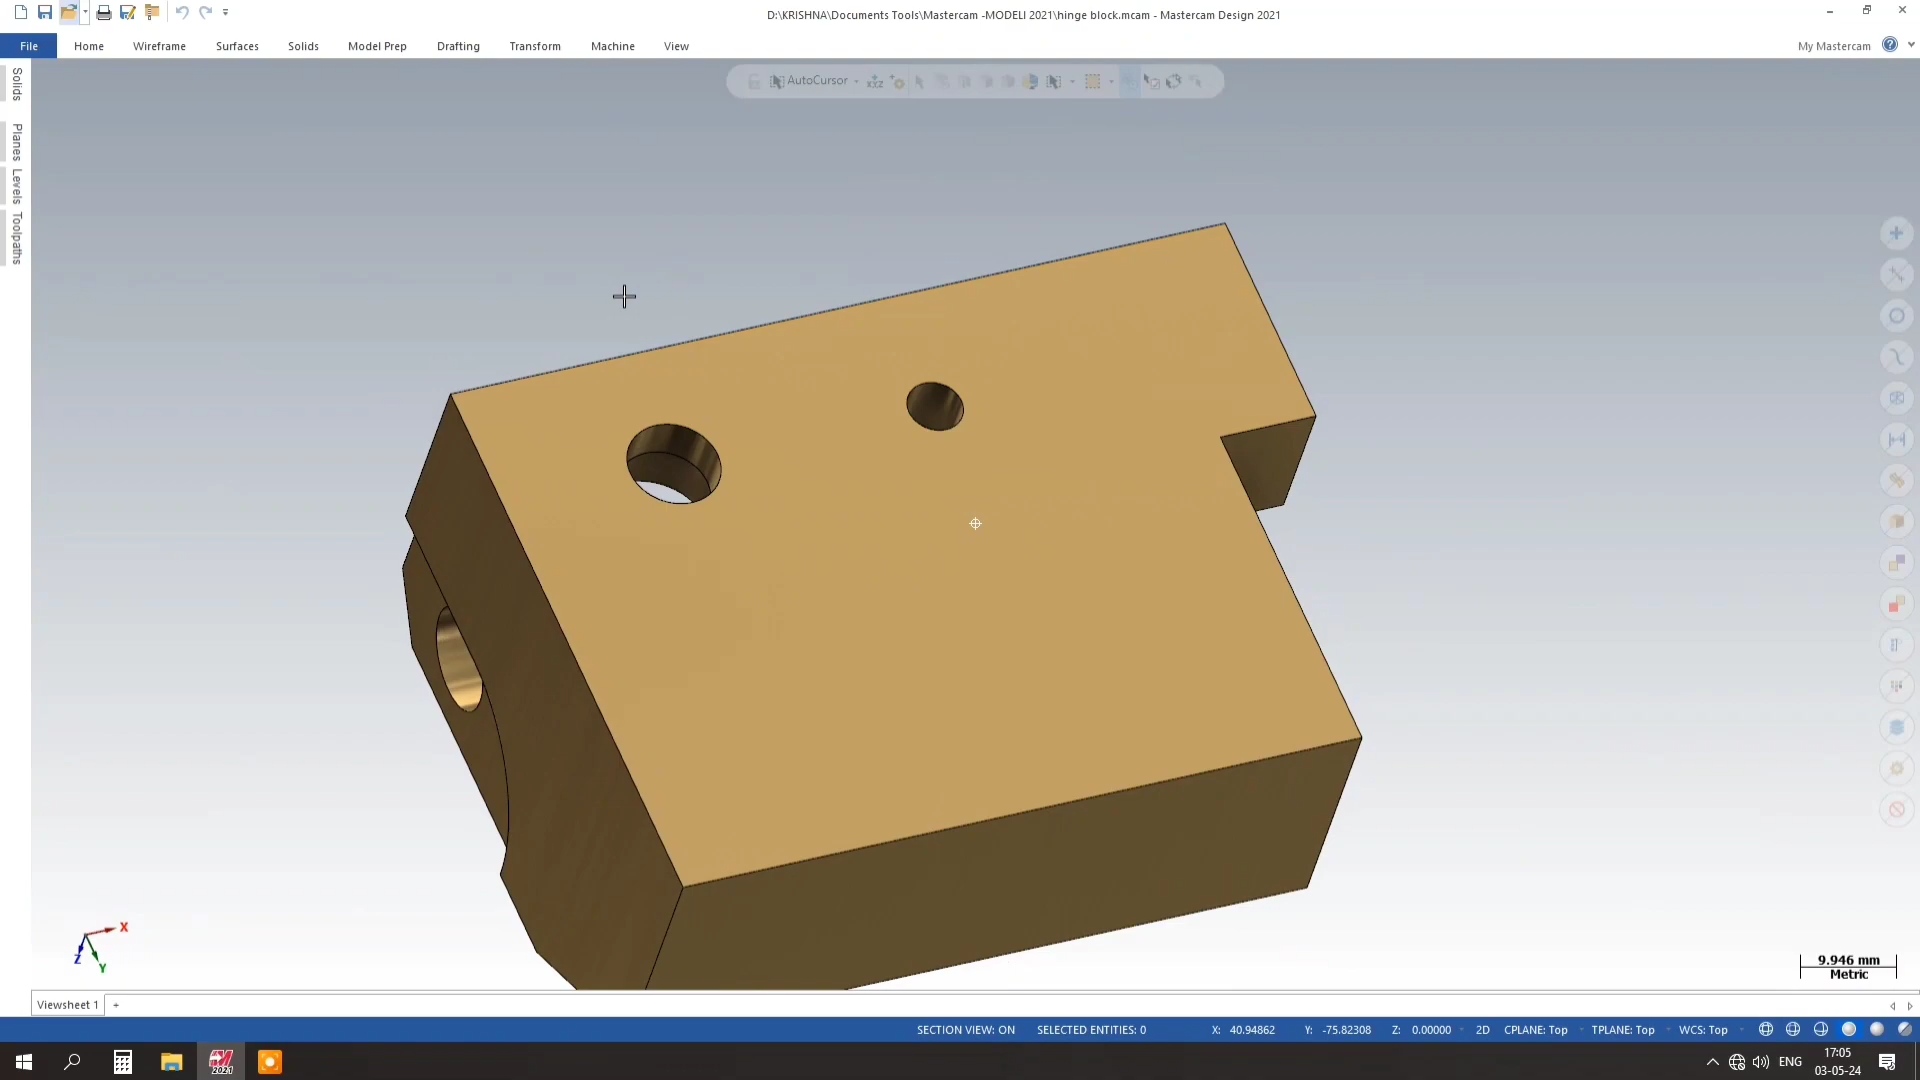 D:\KRISHNA\Documents Tools\Mastercam -MODELI 2021\hinge block.mcam - Mastercam Design 2021
File Home Wireframe Surfaces Solids Model Prep Drafting Transform Machine View My Mastercam
AutoCursor
Solids
Planes
Levels
Toolpaths
X
Z
Y
9.946 mm
Metric
Viewsheet 1 +
SECTION VIEW: ON SELECTED ENTITIES: 0 X: 40.94862 Y: -75.82308 Z: 0.00000 2D CPLANE: Top TPLANE: Top WCS: Top
2021
ENG
17:05
03-05-24